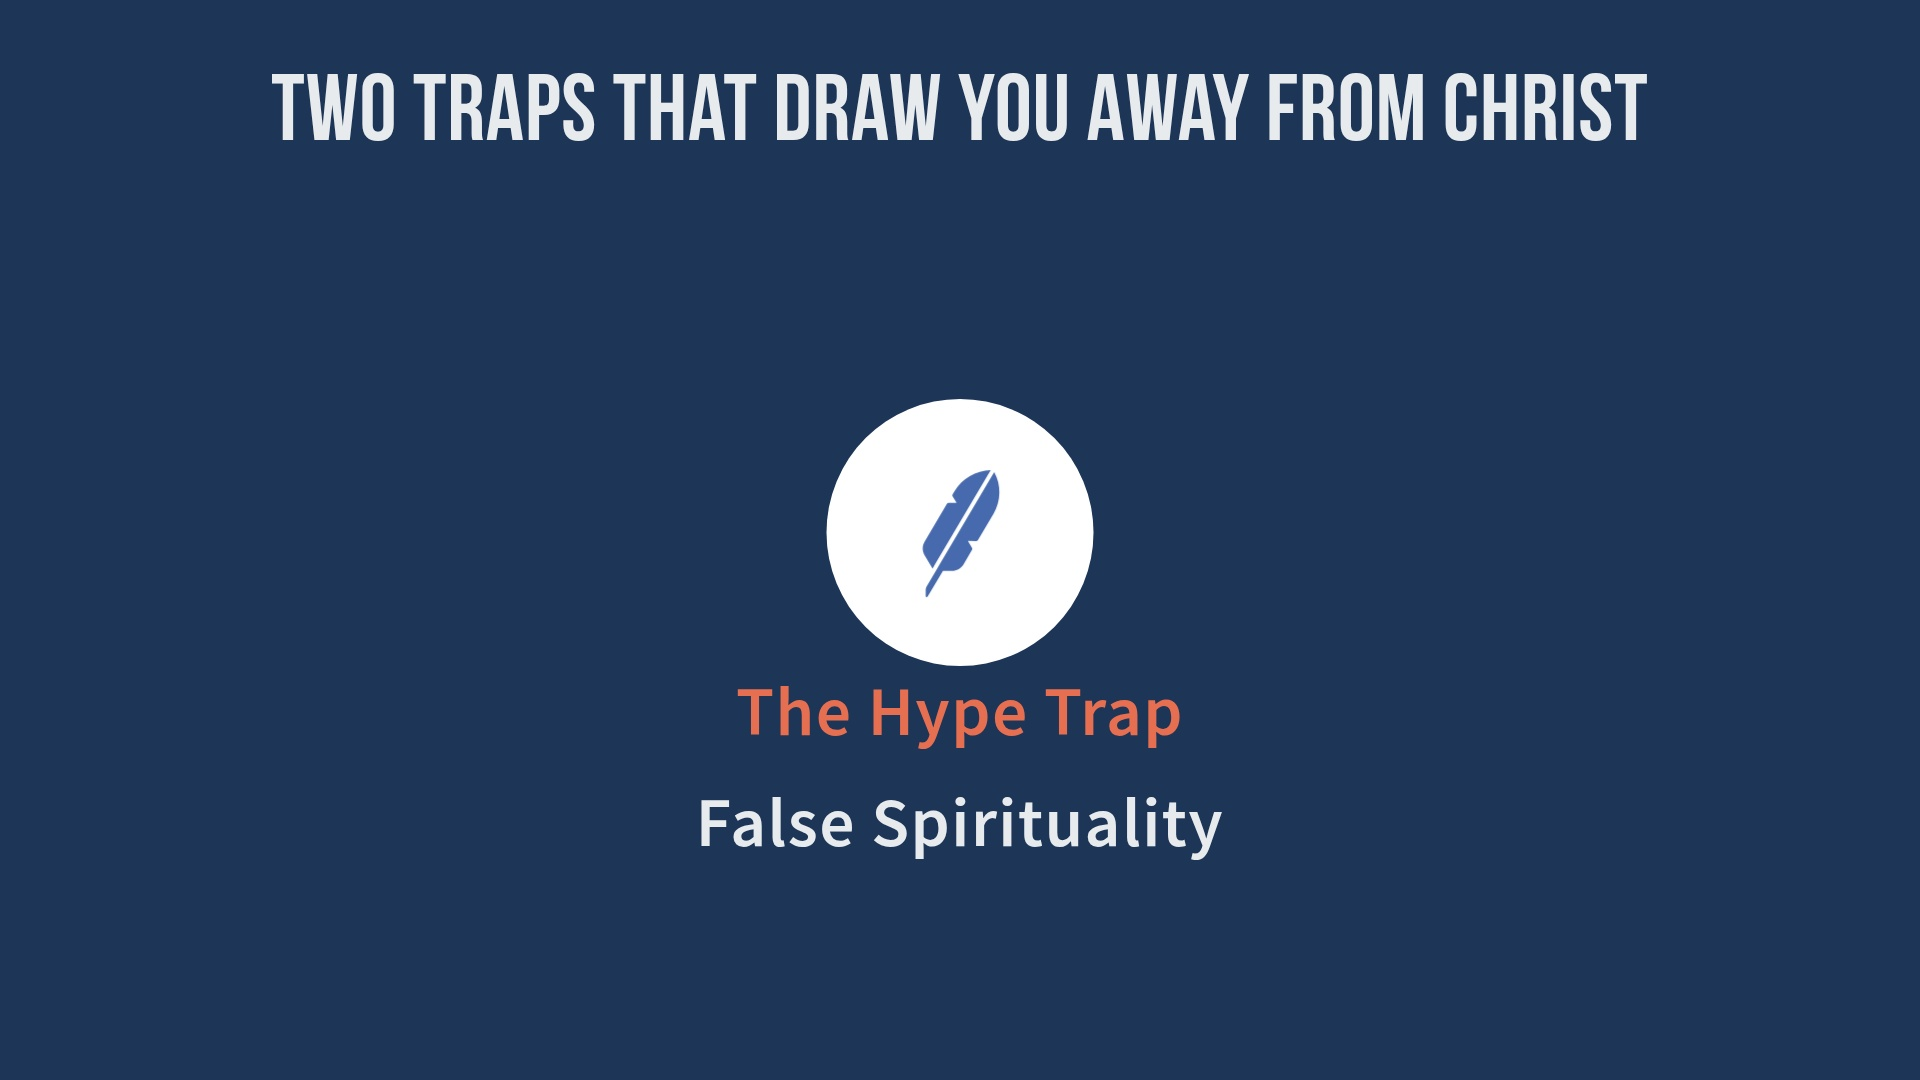 TWO TRAPS THAT DRAW YOU AWAY FROM CHRIST
The Hype Trap
False Spirituality